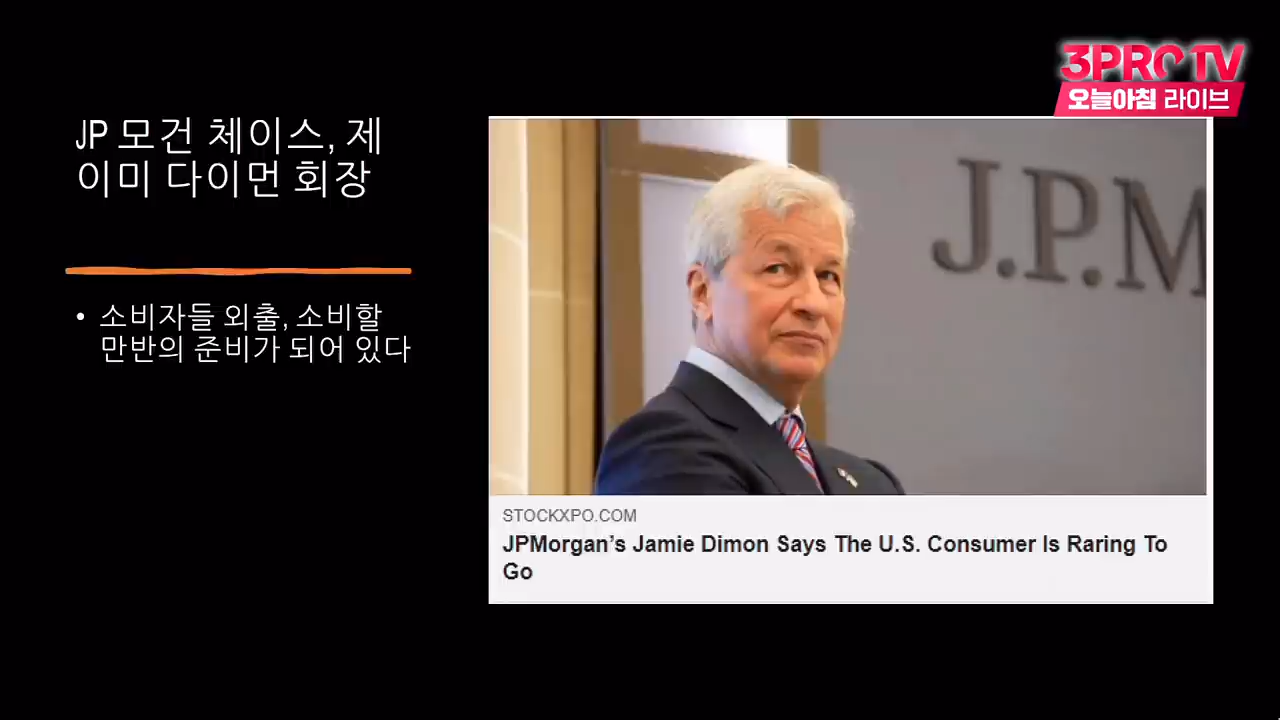 3PRO TV
오늘아침 라이브
JP 모건 체이스, 제
이미 다이먼 회장
• 소비자들 외출, 소비할
만반의 준비가 되어 있다
J.P.M
STOCKXPO.COM
JPMorgan’s Jamie Dimon Says The U.S. Consumer Is Raring To
Go